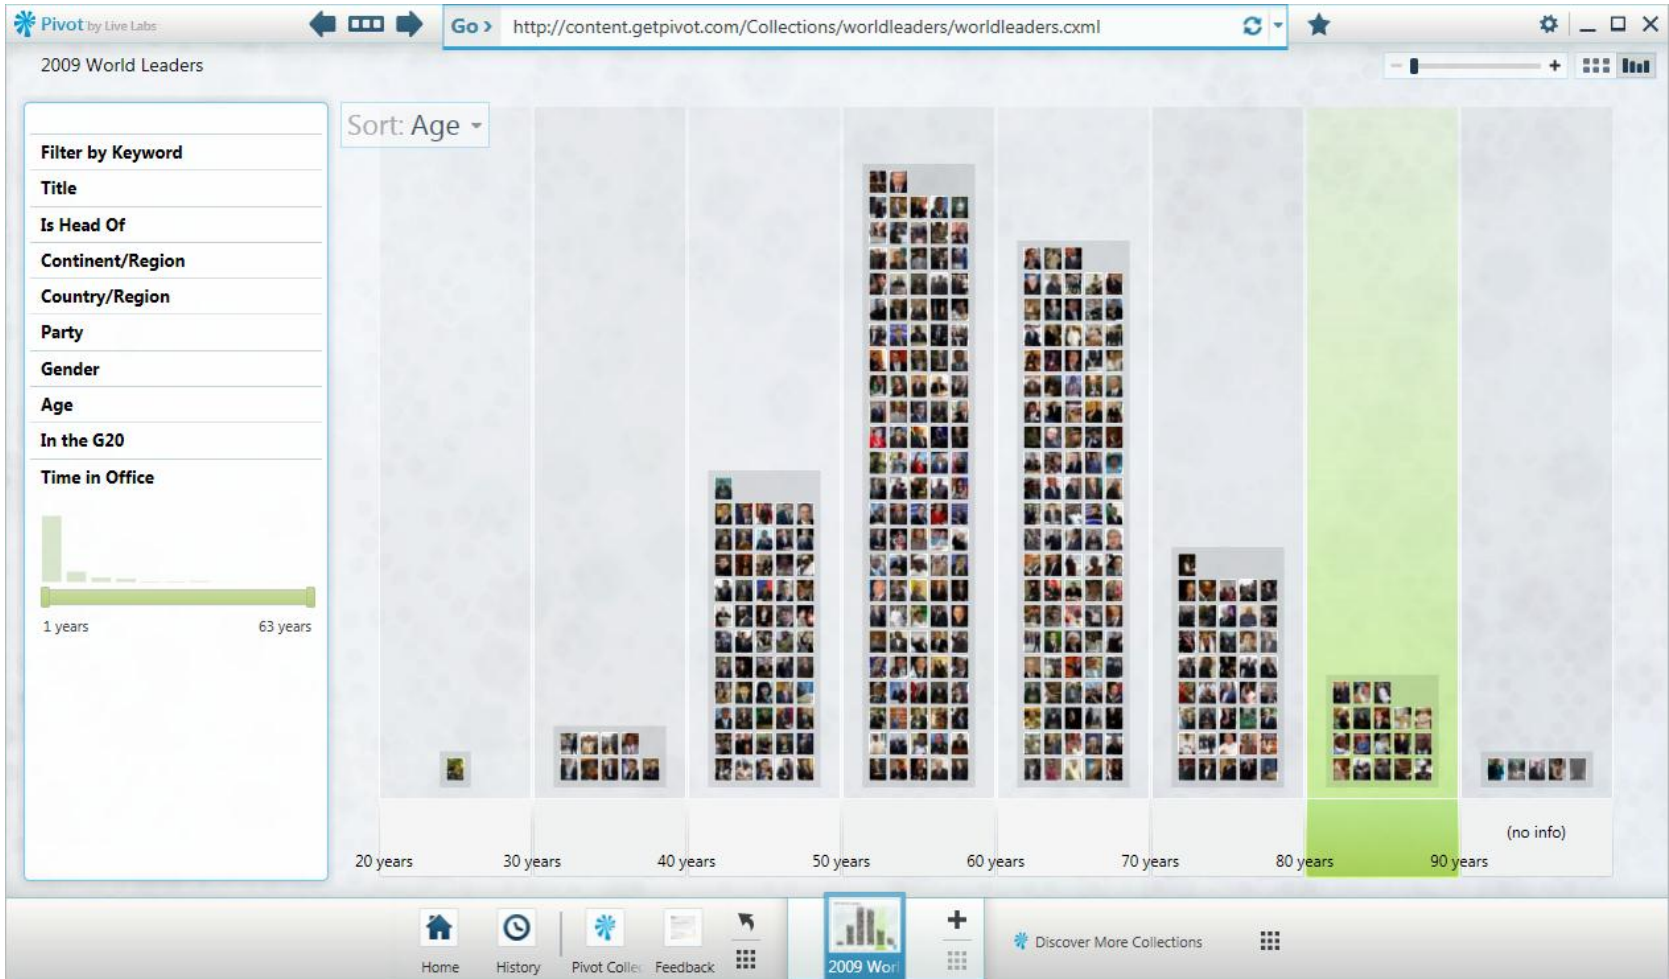 Pivot by Live Labs
Go > http://content.getpivot.com/Collections/worldleaders/worldleaders.cxml
2009 World Leaders
Sort: Age
Filter by Keyword
Title
Is Head Of
Continent/Region
Country/Region
Party
Gender
Age
In the G20
Time in Office
1 years 63 years
(no info)
20 years 30 years 40 years 50 years 60 years 70 years 80 years 90 years
Discover More Collections
Home History Pivot Collec Feedback 2009 Worl